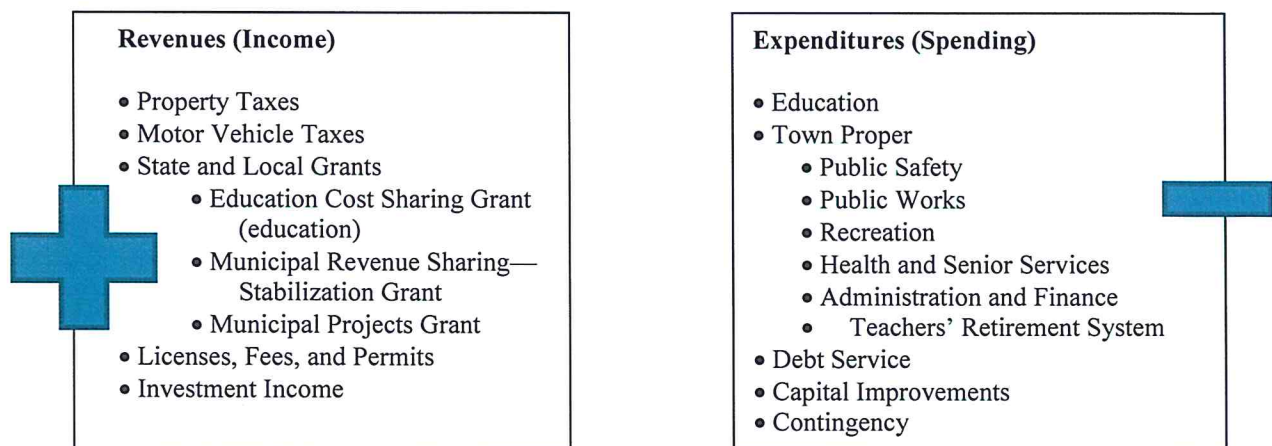 Revenues (Income)
• Property Taxes
• Motor Vehicle Taxes
• State and Local Grants
• Education Cost Sharing Grant
(education)
• Municipal Revenue Sharing—
Stabilization Grant
• Municipal Projects Grant
• Licenses, Fees, and Permits
• Investment Income
Expenditures (Spending)
• Education
• Town Proper
• Public Safety
• Public Works
• Recreation
• Health and Senior Services
• Administration and Finance
• Teachers’ Retirement System
• Debt Service
• Capital Improvements
• Contingency